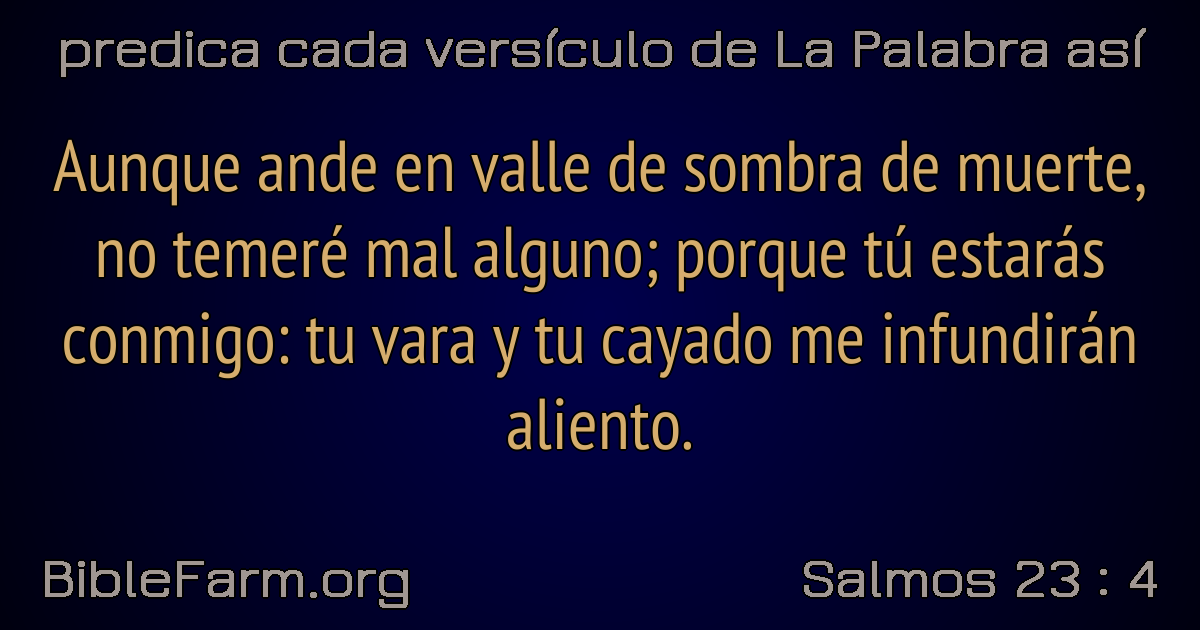 predica cada versículo de La Palabra así
Aunque ande en valle de sombra de muerte,
no temeré mal alguno; porque tú estarás
conmigo: tu vara y tu cayado me infundirán
aliento.
BibleFarm.org
Salmos 23 : 4